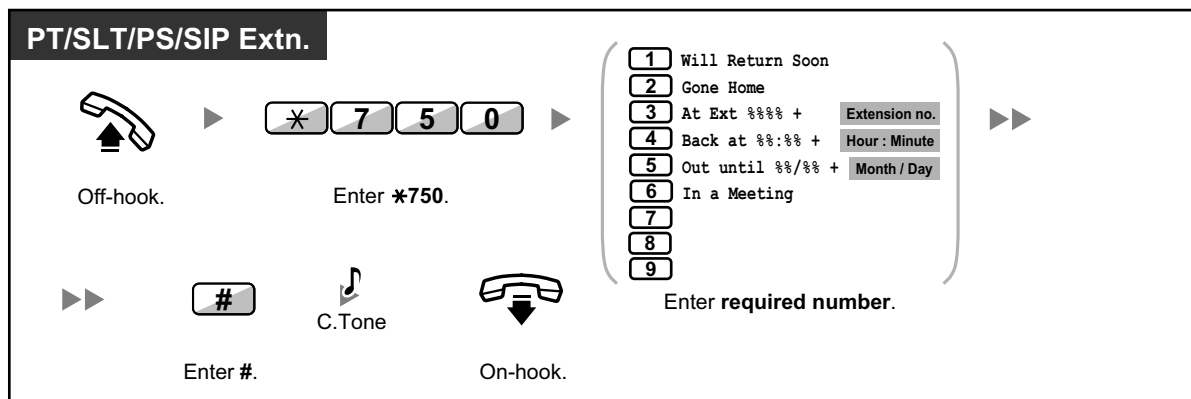 PT/SLT/PS/SIP Extn.
* 7 5 0
1 Will Return Soon
2 Gone Home
3 At Ext %%%% + Extension no.
4 Back at %%:%% + Hour : Minute
5 Out until %%/%% + Month / Day
6 In a Meeting
7
8
9
Off-hook.
Enter *750.
Enter required number.
#
C.Tone
Enter #.
On-hook.